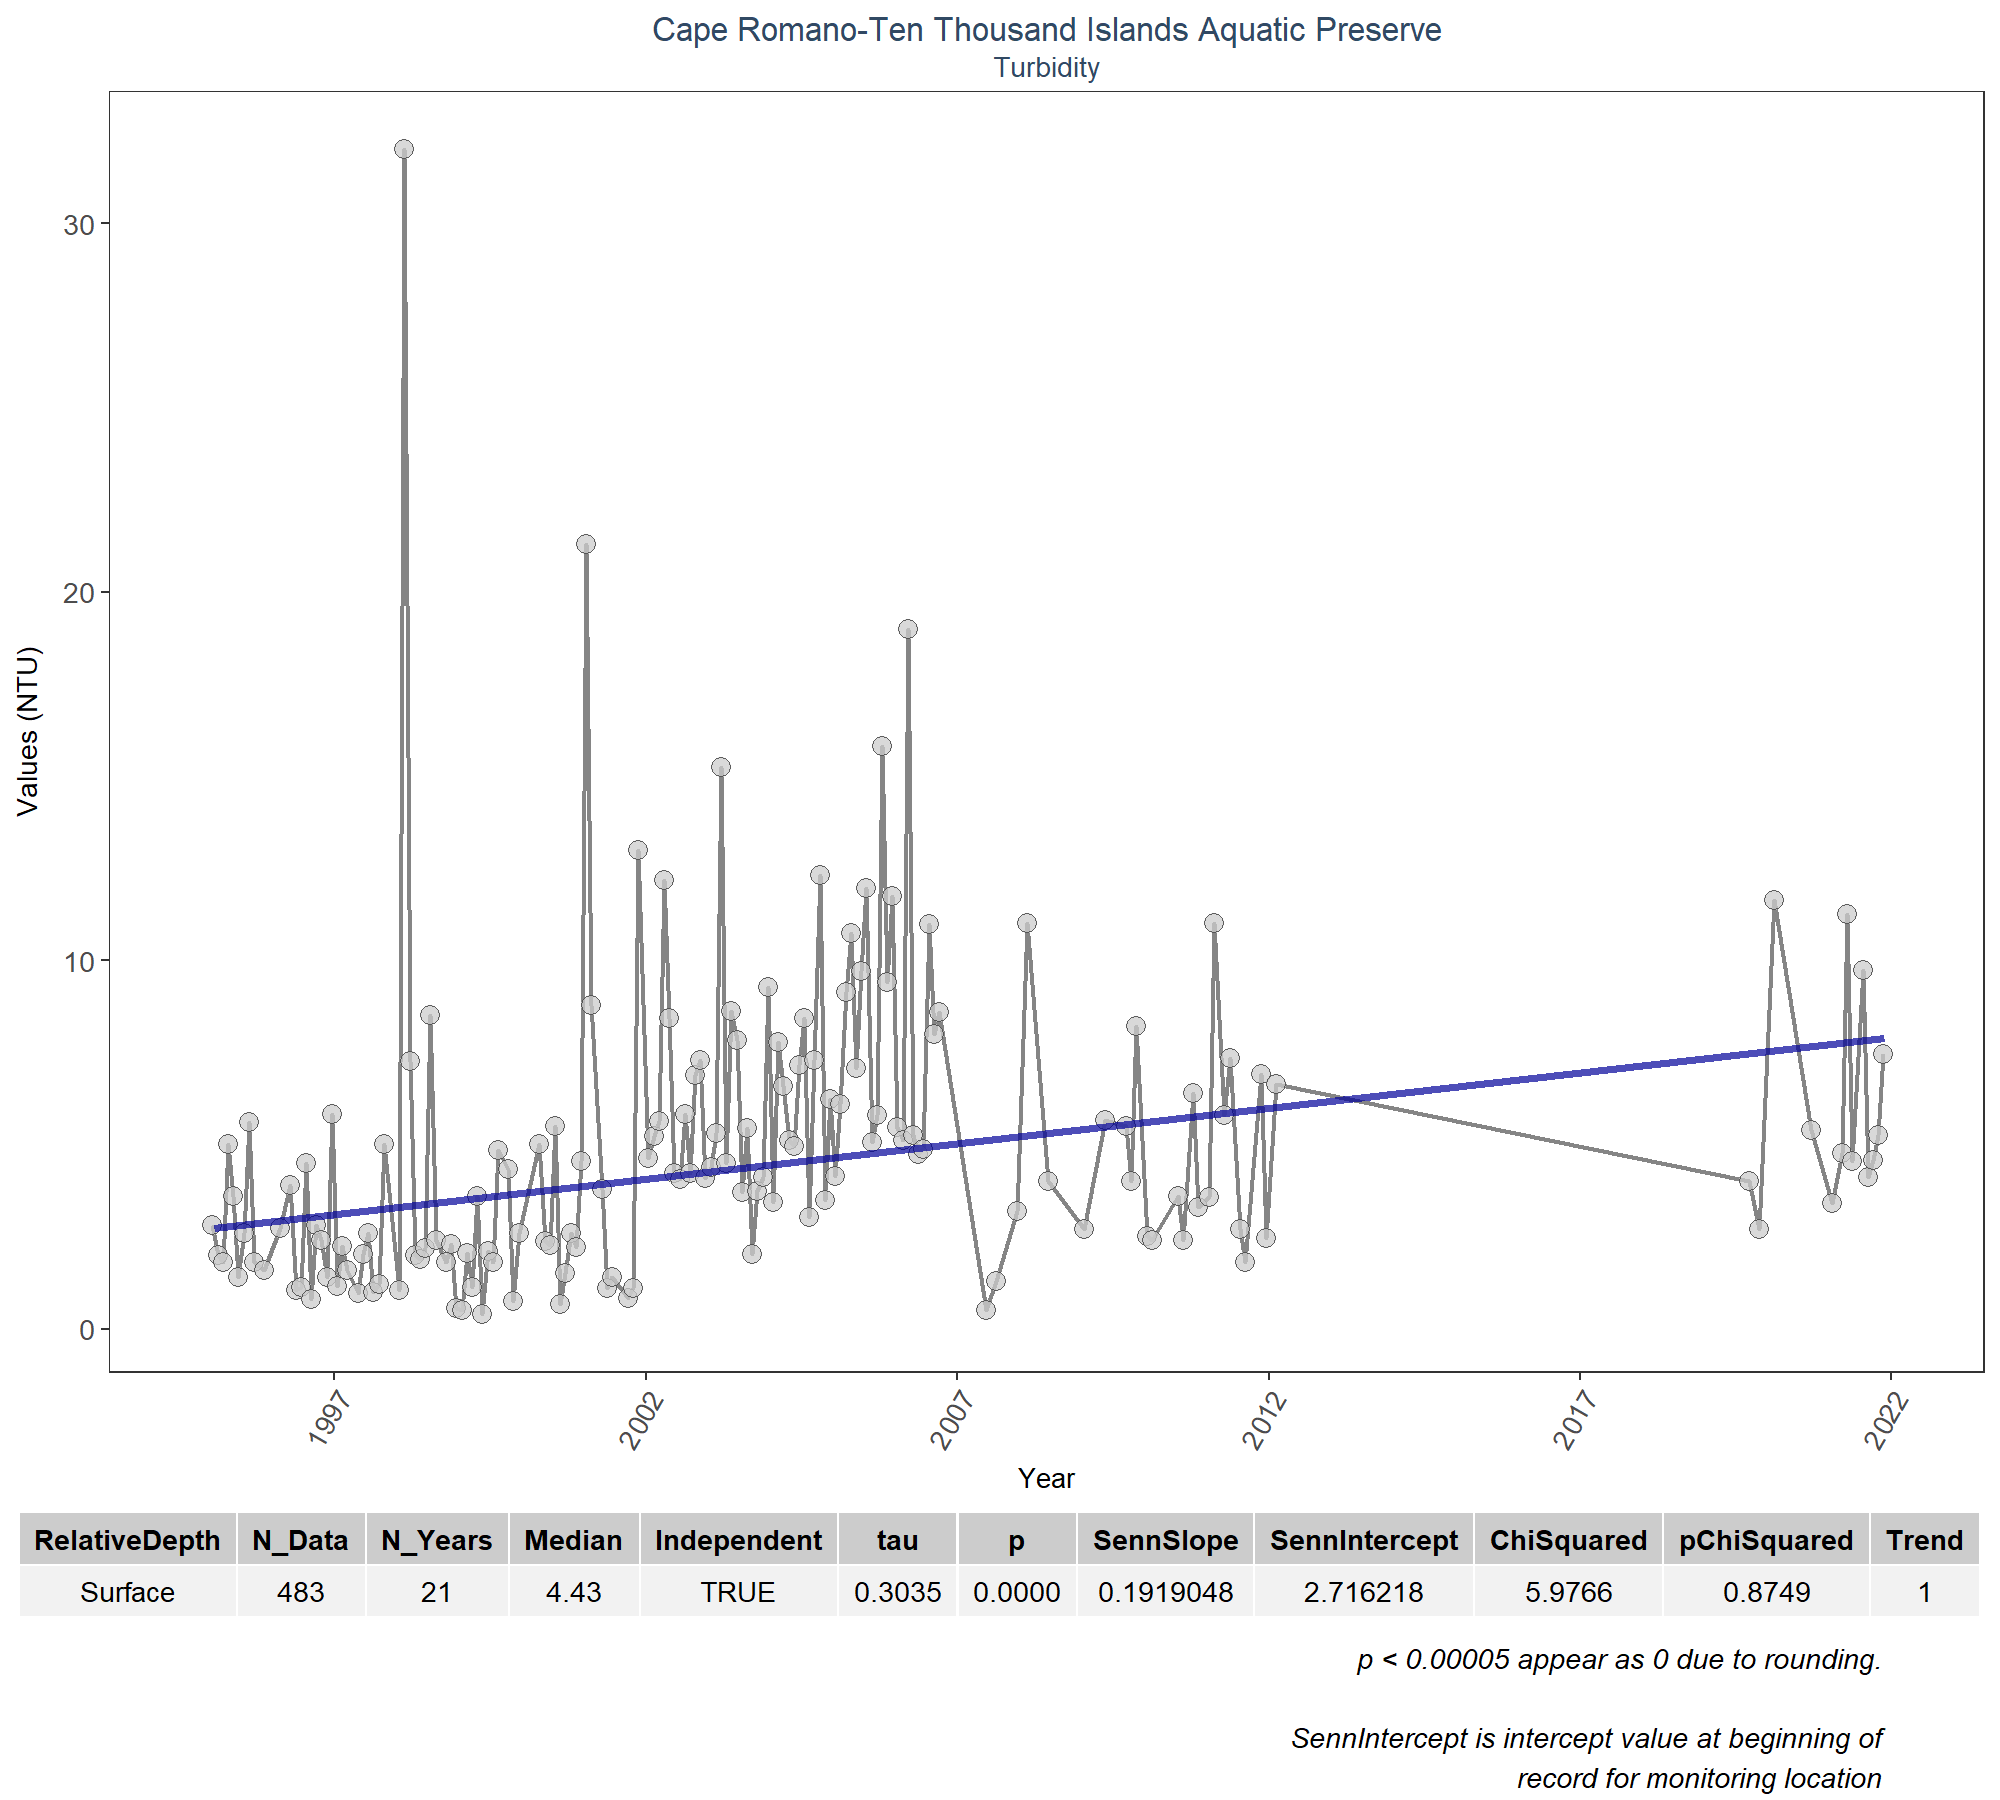 Cape Romano-Ten Thousand Islands Aquatic Preserve
Turbidity
Values (NTU)
30
20
10
0
1997 2002 2007 2012 2017 2022
Year
RelativeDepth N_Data N_Years Median Independent tau p SennSlope SennIntercept ChiSquared pChiSquared Trend
Surface 483 21 4.43 TRUE 0.3035 0.0000 0.1919048 2.716218 5.9766 0.8749 1
p < 0.00005 appear as 0 due to rounding.
SennIntercept is intercept value at beginning of
record for monitoring location